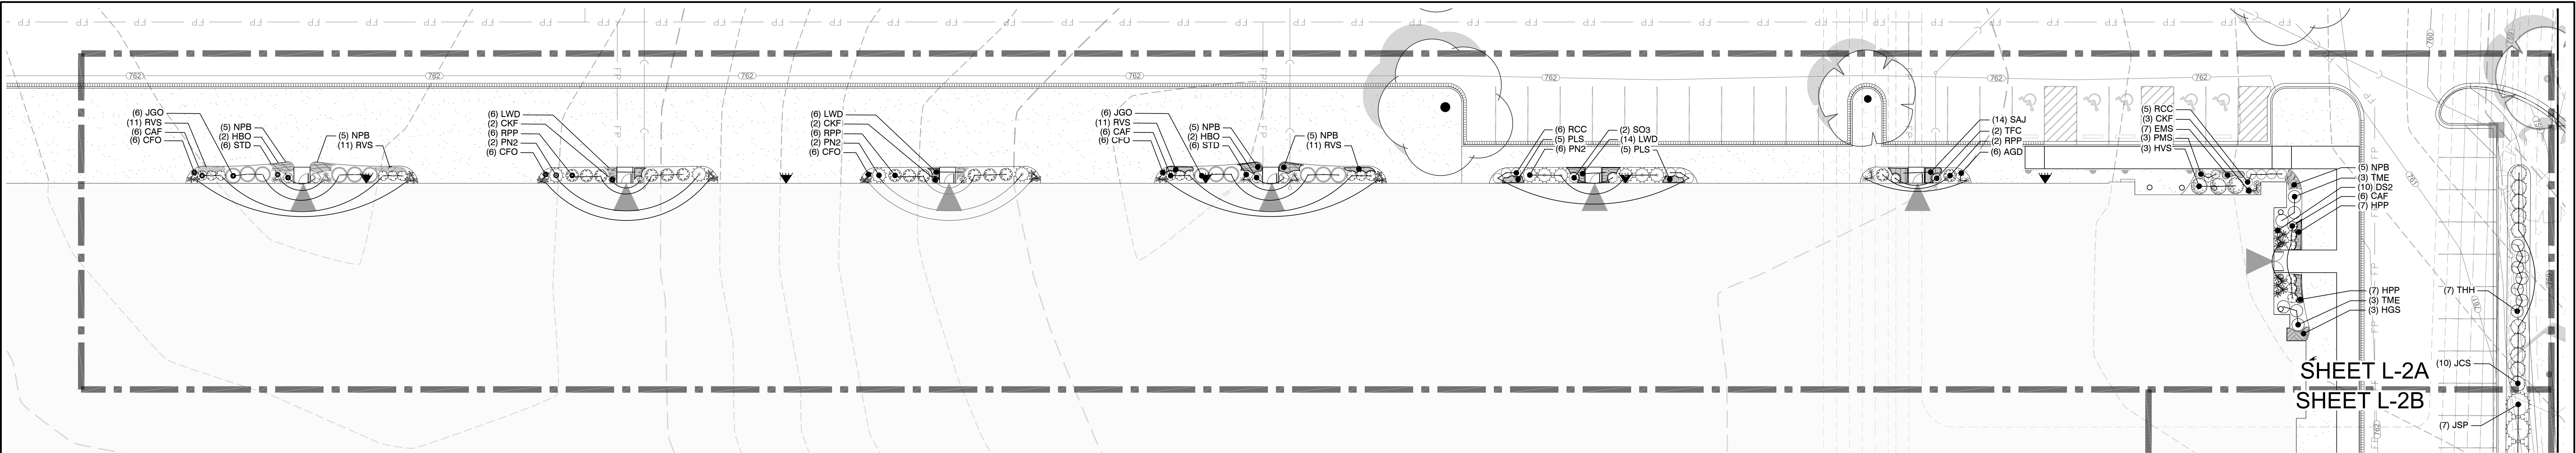 762
762
762
762
762
762
762
760
(6) JGO
(11) RVS
(6) CAF
(6) CFO
(5) NPB
(2) HBO
(6) STD
(5) NPB
(11) RVS
(6) LWD
(2) CKF
(6) RPP
(2) PN2
(6) CFO
(6) LWD
(2) CKF
(6) RPP
(2) PN2
(6) CFO
(6) JGO
(11) RVS
(6) CAF
(6) CFO
(5) NPB
(2) HBO
(6) STD
(5) NPB
(11) RVS
(6) RCC
(5) PLS
(6) PN2
(2) SO3
(14) LWD
(5) PLS
(14) SAJ
(2) TFC
(2) RPP
(6) AGD
(5) RCC
(3) CKF
(7) EMS
(3) PMS
(3) HVS
(5) NPB
(3) TME
(10) DS2
(6) CAF
(7) HPP
761
(7) HPP
(3) TME
(3) HGS
(7) THH
761
(10) JCS
(7) JSP
762
SHEET L-2A
SHEET L-2B